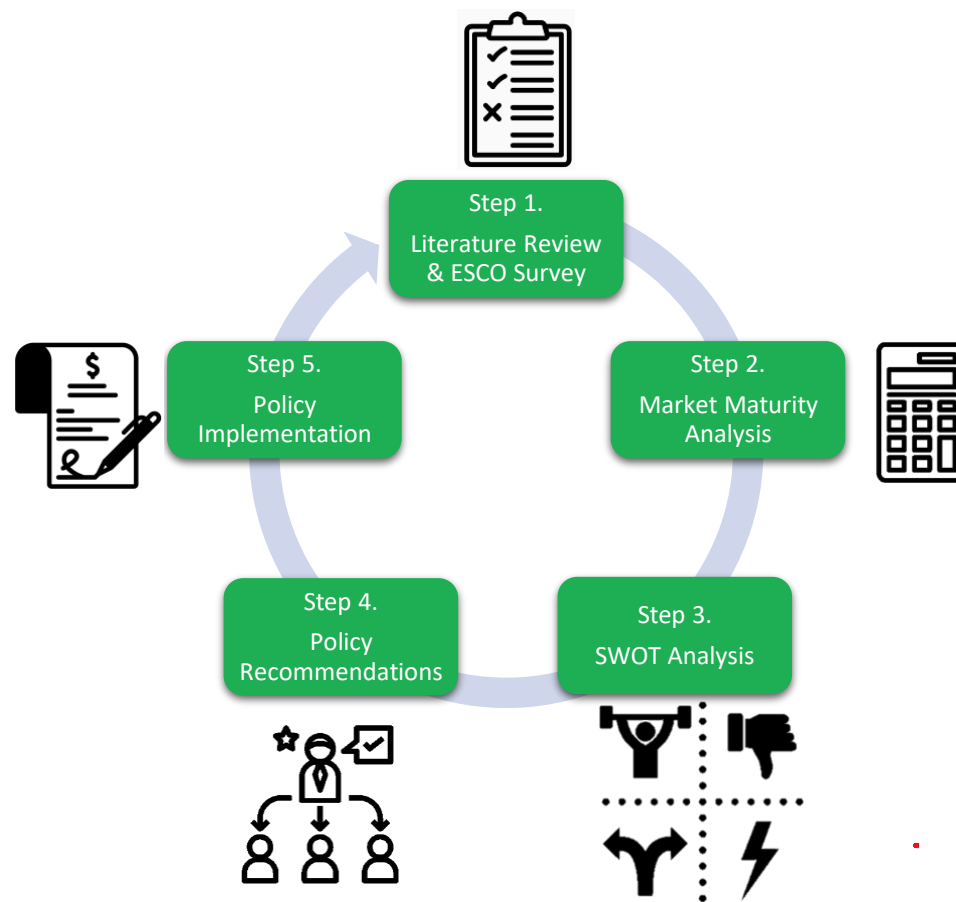 Step 1.
Literature Review
& ESCO Survey
Step 2.
Market Maturity
Analysis
Step 3.
SWOT Analysis
Step 4.
Policy
Recommendations
Step 5.
Policy
Implementation
$